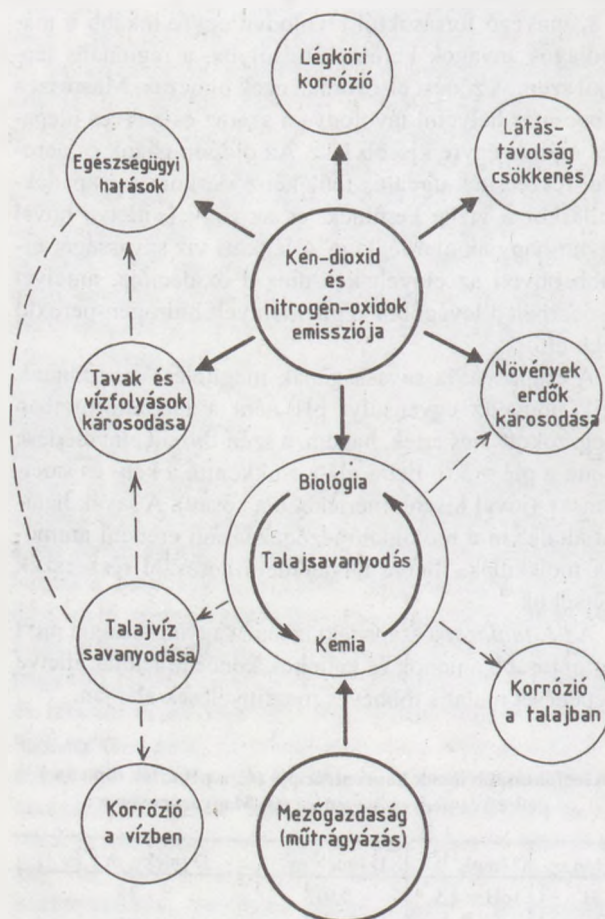 Légköri
korrózió
Látás-
távolság
csökkenés
Egészségügyi
hatások
Kén-dioxid
és
nitrogén-oxidok
emissziója
Tavak és
vízfolyások
károsodása
Növények
erdők
károsodása
Biológia
Talajsavanyodás
Kémia
Talajvíz
savanyodása
Korrózió
a talajban
Korrózió
a vízben
Mezőgazdaság
(műtrágyázás)